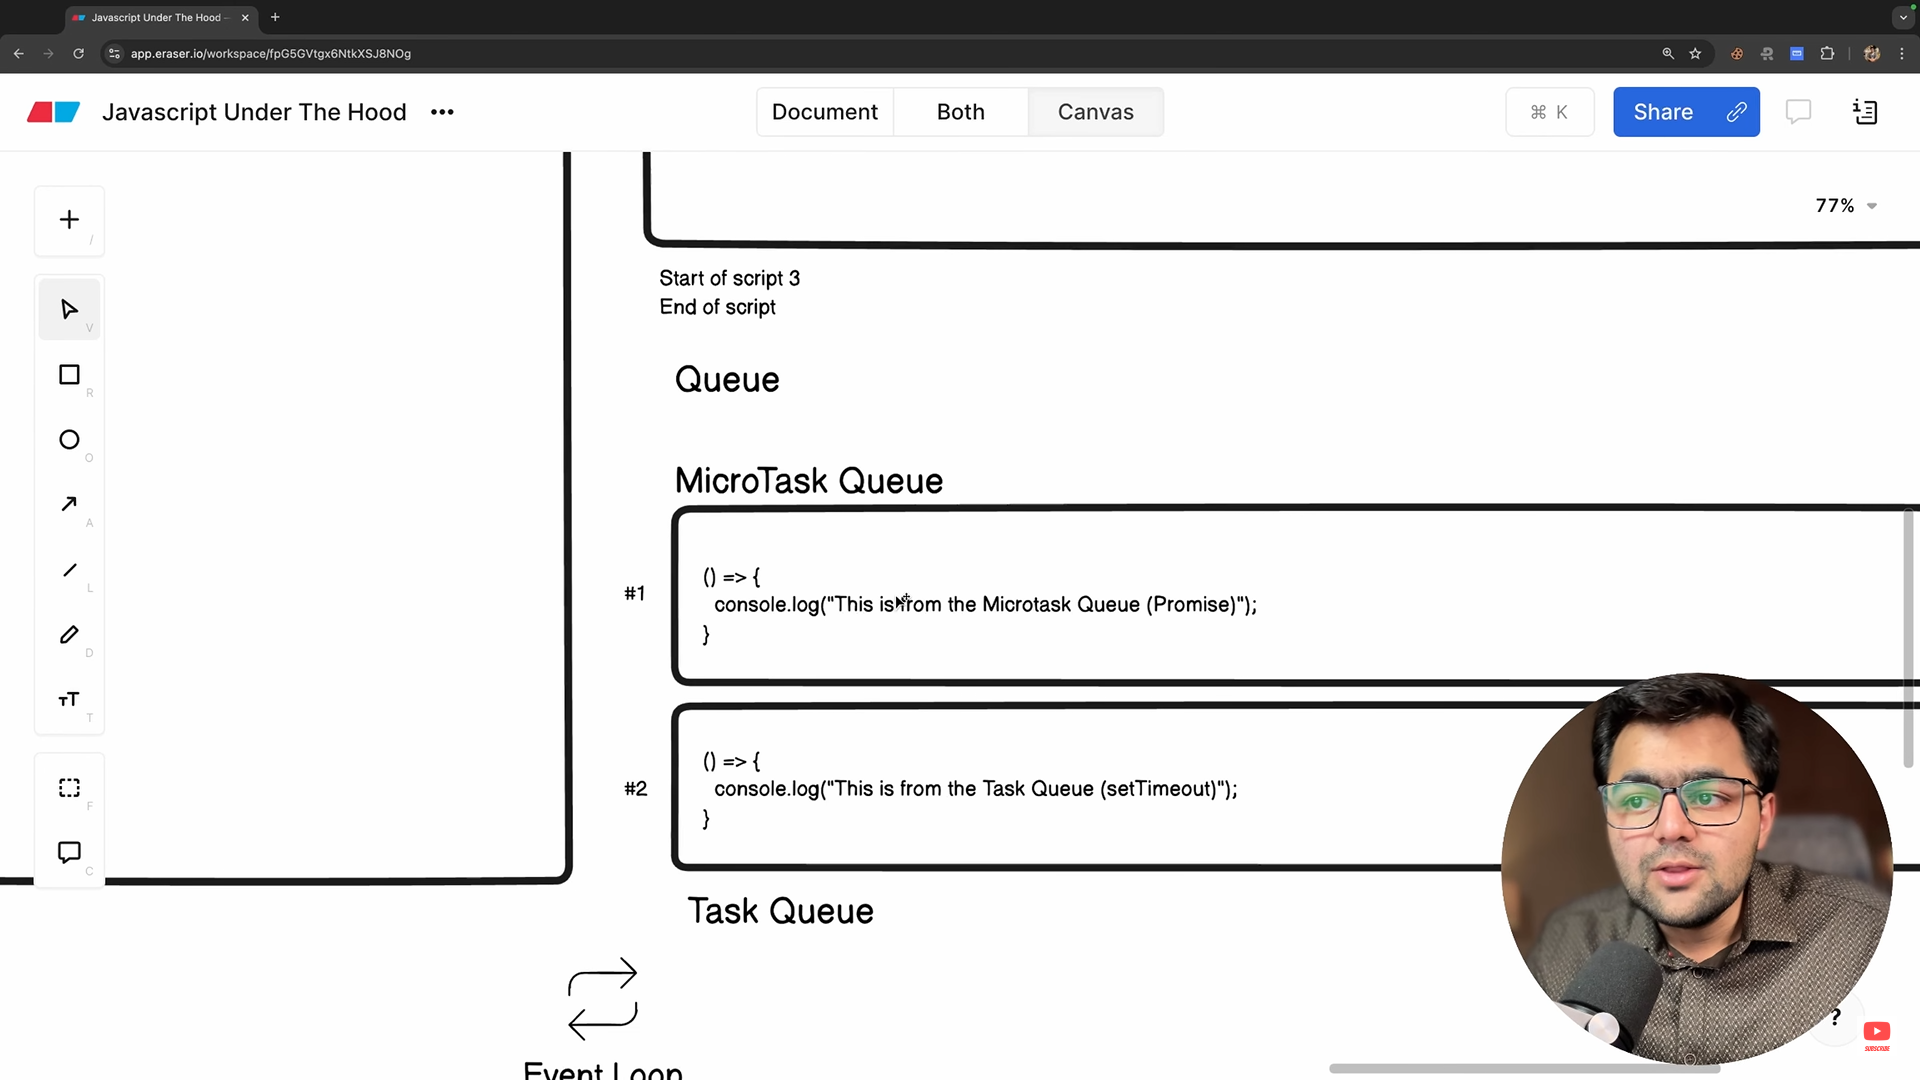 Javascript Under The Hood –
app.eraser.io/workspace/fpG5GVtgx6NtkXSJ8NOg
Javascript Under The Hood
Document
Both
Canvas
⌘ K
Share
77%
/
V
R
O
A
L
D
T
F
C
Start of script 3
End of script
Queue
MicroTask Queue
#1
() => {
console.log("This is from the Microtask Queue (Promise)");
}
#2
() => {
console.log("This is from the Task Queue (setTimeout)");
}
Task Queue
Event Loop
?
SUBSCRIBE